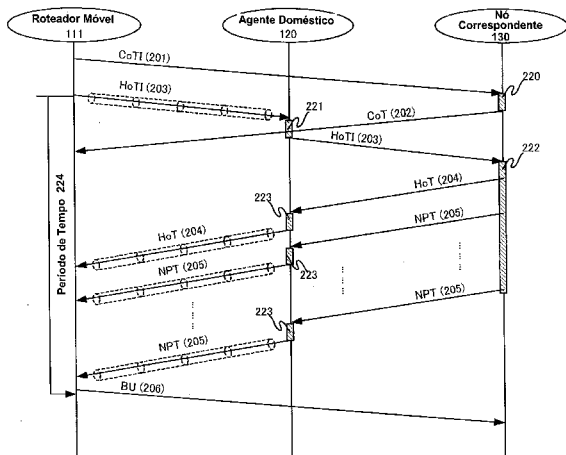 Roteador Móvel
111
Agente Doméstico
120
Nó
Correspondente
130
CoTI (201)
220
HoTI (203)
221
CoT (202)
HoTI (203)
222
HoT (204)
223
NPT (205)
HoT (204)
NPT (205)
223
Período de Tempo 224
NPT (205)
223
NPT (205)
BU (206)